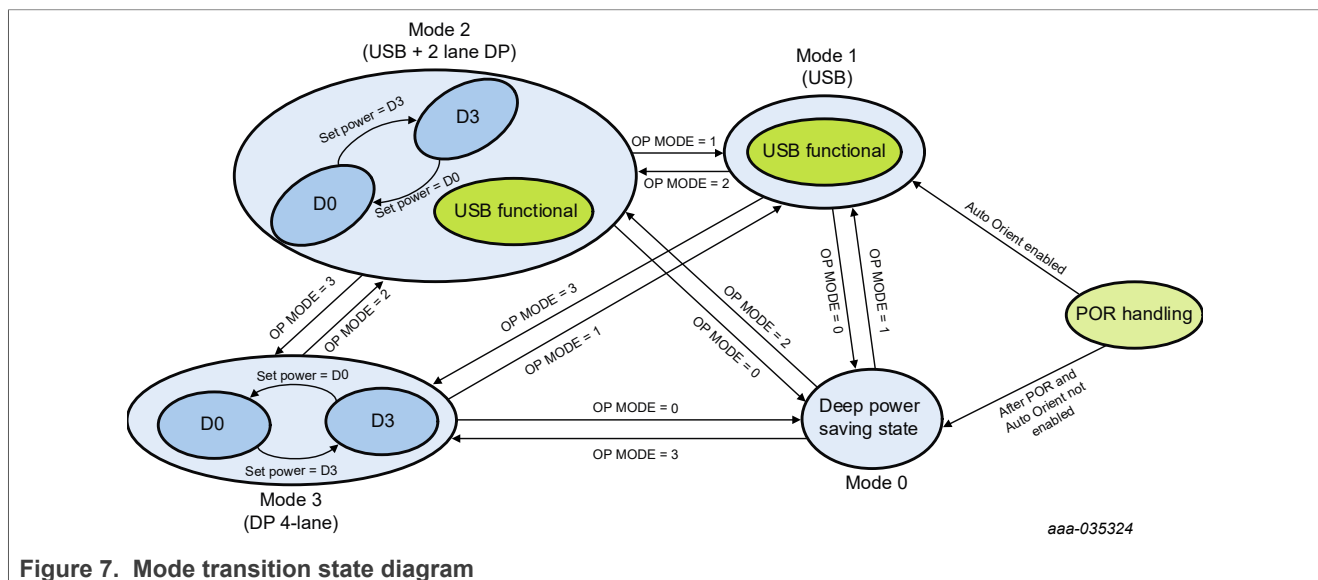 Mode 2
(USB + 2 lane DP)
Mode 1
(USB)
Set power = D3
D3
D0
Set power = D0
USB functional
OP MODE = 1
OP MODE = 2
USB functional
Auto Orient enabled
POR handling
After POR and
Auto Orient not
enabled
OP MODE = 3
OP MODE = 2
OP MODE = 3
OP MODE = 1
OP MODE = 2
OP MODE = 0
OP MODE = 0
OP MODE = 1
Set power = D0
D0
D3
Set power = D3
OP MODE = 0
OP MODE = 3
Deep power
saving state
Mode 0
Mode 3
(DP 4-lane)
aaa-035324
Figure 7. Mode transition state diagram